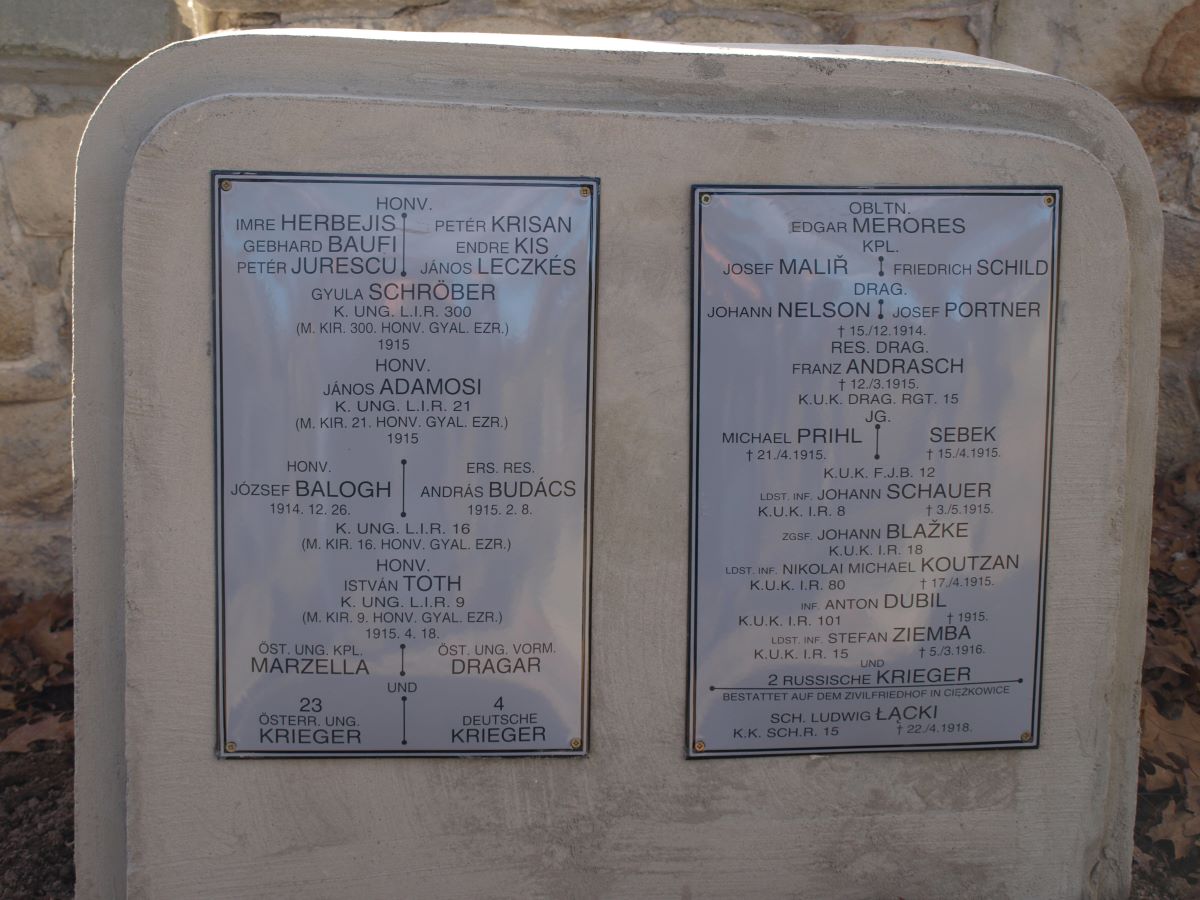 HONV.
IMRE HERBEJIS PETÉR KRISAN
GEBHARD BAUFI ENDRE KIS
PETÉR JURESCU JÁNOS LECZKÉS
GYULA SCHRÖBER
K. UNG. L.I.R. 300
(M. KIR. 300. HONV. GYAL. EZR.)
1915
HONV.
JÁNOS ADAMOSI
K. UNG. L.I.R. 21
(M. KIR. 21. HONV. GYAL. EZR.)
1915
HONV. ERS. RES.
JÓZSEF BALOGH ANDRÁS BUDÁCS
1914. 12. 26. 1915. 2. 8.
K. UNG. L.I.R. 16
(M. KIR. 16. HONV. GYAL. EZR.)
HONV.
ISTVÁN TOTH
K. UNG. L.I.R. 9
(M. KIR. 9. HONV. GYAL. EZR.)
1915. 4. 18.
ÖST. UNG. KPL. ÖST. UNG. VORM.
MARZELLA DRAGAR
UND
23 4
ÖSTERR. UNG. DEUTSCHE
KRIEGER KRIEGER
OBLTN.
EDGAR MERORES
KPL.
JOSEF MALIŘ FRIEDRICH SCHILD
DRAG.
JOHANN NELSON JOSEF PORTNER
† 15./12.1914.
RES. DRAG.
FRANZ ANDRASCH
† 12./3.1915.
K.U.K. DRAG. RGT. 15
JG.
MICHAEL PRIHL SEBEK
† 21./4.1915. † 15./4.1915.
K.U.K. F.J.B. 12
LDST. INF. JOHANN SCHAUER
K.U.K. I.R. 8 † 3./5.1915.
ZGSF. JOHANN BLAŽKE
K.U.K. I.R. 18
LDST. INF. NIKOLAI MICHAEL KOUTZAN
K.U.K. I.R. 80 † 17./4.1915.
INF. ANTON DUBIL
K.U.K. I.R. 101 † 1915.
LDST. INF. STEFAN ZIEMBA
K.U.K. I.R. 15 † 5./3.1916.
UND
2 RUSSISCHE KRIEGER
BESTATTET AUF DEM ZIVILFRIEDHOF IN CIĘŻKOWICE
SCH. LUDWIG ŁĄCKI
K.K. SCH.R. 15 † 22./4.1918.